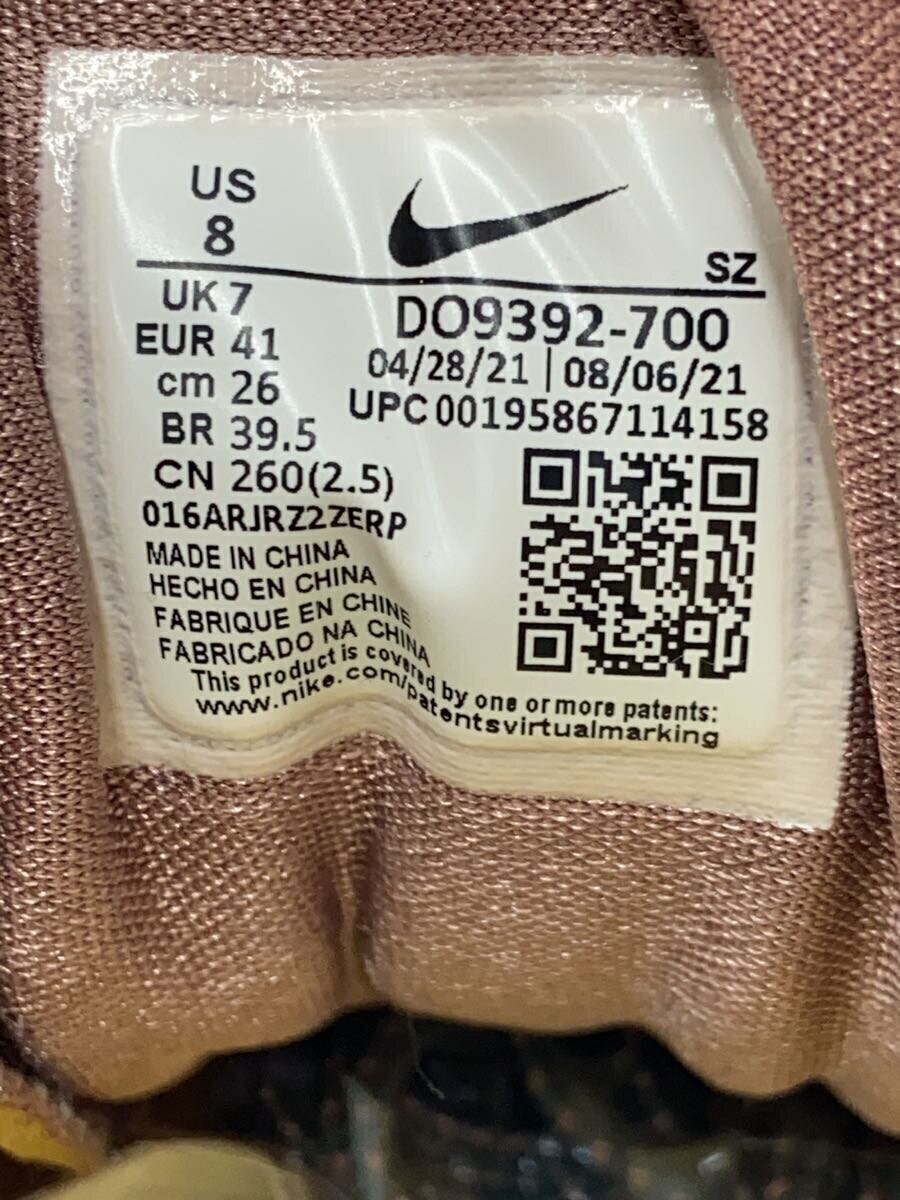 US
8
SZ
UK 7
EUR 41
cm 26
BR 39.5
CN 260(2.5)
DO9392-700
04/28/21 | 08/06/21
UPC 00195867114158
016ARJRZ2ZERP
MADE IN CHINA
HECHO EN CHINA
FABRIQUE EN CHINE
FABRICADO NA CHINA
This product is covered by one or more patents:
www.nike.com/patentsvirtualmarking